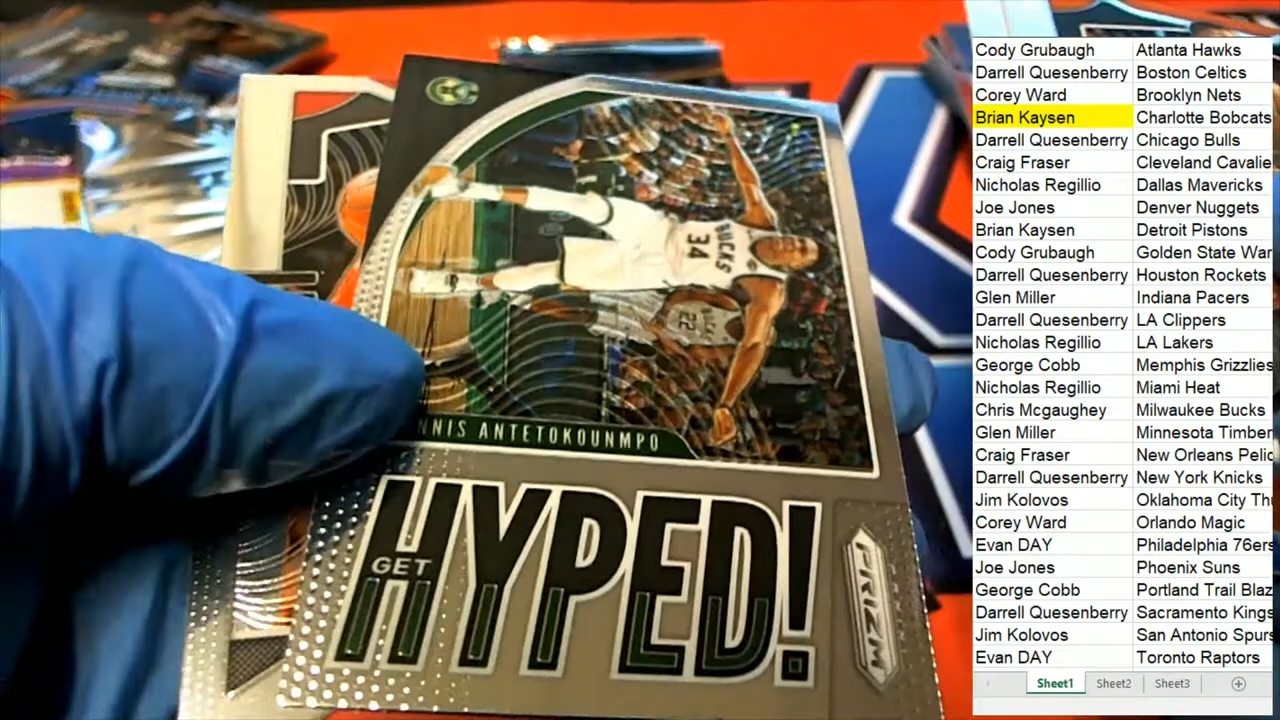 BUCKS
34
22
NNIS ANTETOKOUNMPO
GET
HYPED!
PRIZM
Cody Grubaugh Atlanta Hawks
Darrell Quesenberry Boston Celtics
Corey Ward Brooklyn Nets
Brian Kaysen Charlotte Bobcats
Darrell Quesenberry Chicago Bulls
Craig Fraser Cleveland Cavalie
Nicholas Regillio Dallas Mavericks
Joe Jones Denver Nuggets
Brian Kaysen Detroit Pistons
Cody Grubaugh Golden State War
Darrell Quesenberry Houston Rockets
Glen Miller Indiana Pacers
Darrell Quesenberry LA Clippers
Nicholas Regillio LA Lakers
George Cobb Memphis Grizzlies
Nicholas Regillio Miami Heat
Chris Mcgaughey Milwaukee Bucks
Glen Miller Minnesota Timber
Craig Fraser New Orleans Pelic
Darrell Quesenberry New York Knicks
Jim Kolovos Oklahoma City Thu
Corey Ward Orlando Magic
Evan DAY Philadelphia 76ers
Joe Jones Phoenix Suns
George Cobb Portland Trail Blaz
Darrell Quesenberry Sacramento Kings
Jim Kolovos San Antonio Spurs
Evan DAY Toronto Raptors
Sheet1 Sheet2 Sheet3